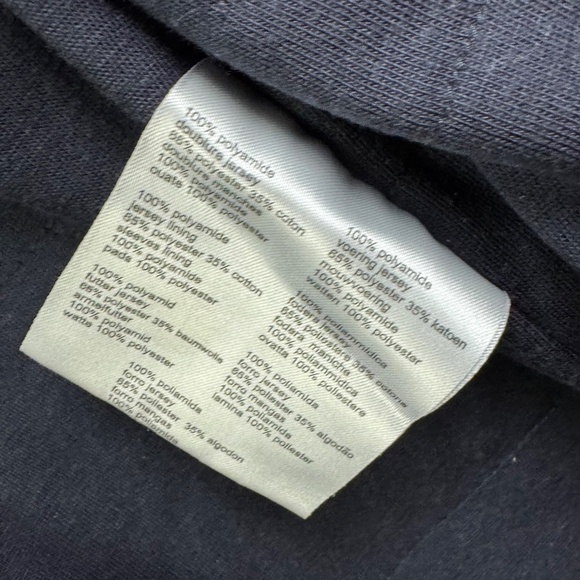 100% polyamide
doublure jersey
65% polyester 35% coton
doublure manches
100% polyamide
ouate 100% polyester
100% polyamide
jersey lining
65% polyester 35% cotton
sleeves lining
100% polyamide
pada 100% polyester
100% polyamid
futter jersey
65% polyester 35% baumwolle
armelfutter
100% polyamid
watte 100% polyester
100% poliamida
forro jersey
65% poliester 35% algodon
forro mangas
100% poliamida
100% polyamide
voering jersey
65% polyester 35% katoen
mouwvoering
100% polyamide
watten 100% polyester
100% poliammidica
fodera jersey
65% poliestere 35% cotone
fodera maniche
100% poliammidica
ovatta 100% poliestere
100% poliamida
forro jersey
65% poliester 35% algodão
forro mangas
100% poliamida
lamina 100% poliester